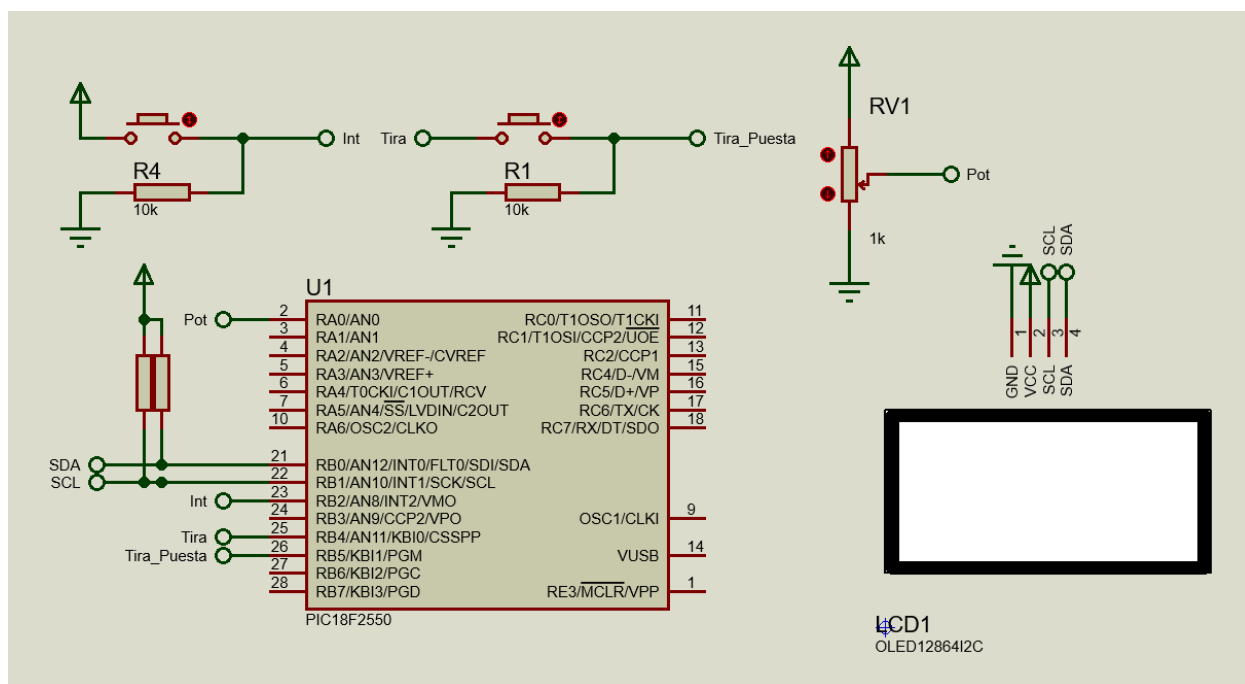 Int
R4
10k
Tira
Tira_Puesta
R1
10k
RV1
Pot
1k
SCL
SDA
1
2
3
4
GND
VCC
SCL
SDA
U1
Pot
SDA
SCL
Int
Tira
Tira_Puesta
2 RA0/AN0 RC0/T1OSO/T1CKI 11
3 RA1/AN1 RC1/T1OSI/CCP2/UOE 12
4 RA2/AN2/VREF-/CVREF RC2/CCP1 13
5 RA3/AN3/VREF+ RC4/D-/VM 15
6 RA4/T0CKI/C1OUT/RCV RC5/D+/VP 16
7 RA5/AN4/SS/LVDIN/C2OUT RC6/TX/CK 17
10 RA6/OSC2/CLKO RC7/RX/DT/SDO 18
21 RB0/AN12/INT0/FLT0/SDI/SDA
22 RB1/AN10/INT1/SCK/SCL
23 RB2/AN8/INT2/VMO
24 RB3/AN9/CCP2/VPO OSC1/CLKI 9
25 RB4/AN11/KBI0/CSSPP
26 RB5/KBI1/PGM VUSB 14
27 RB6/KBI2/PGC
28 RB7/KBI3/PGD RE3/MCLR/VPP 1
PIC18F2550
LCD1
OLED12864I2C